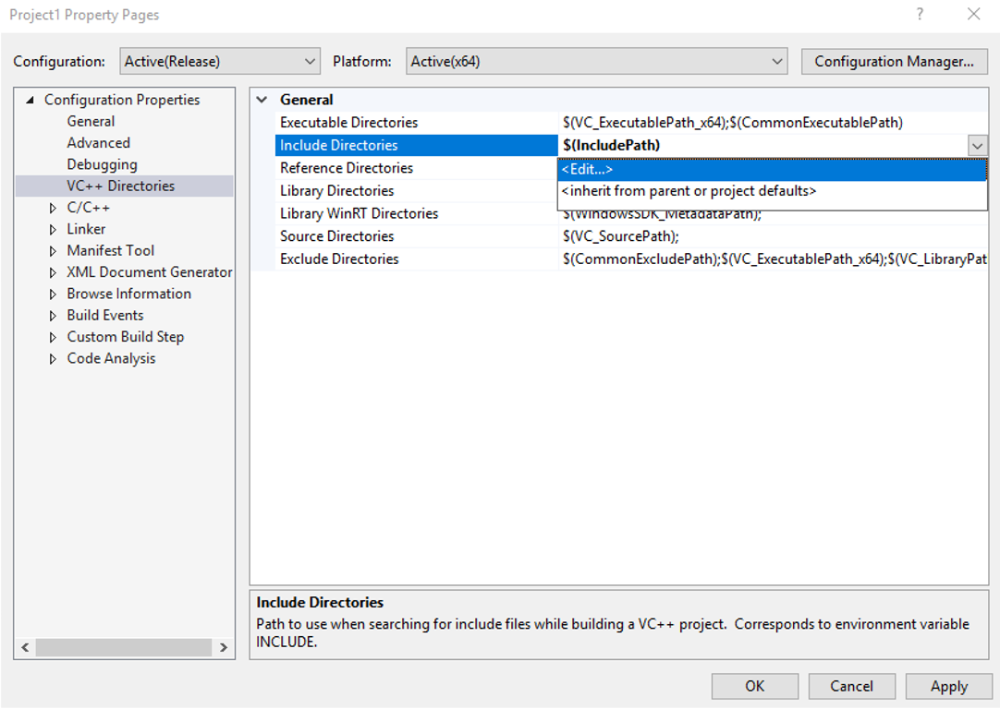 Project1 Property Pages
?
Configuration: Active(Release) Platform: Active(x64) Configuration Manager...
Configuration Properties
General
Advanced
Debugging
VC++ Directories
C/C++
Linker
Manifest Tool
XML Document Generator
Browse Information
Build Events
Custom Build Step
Code Analysis
General
Executable Directories $(VC_ExecutablePath_x64);$(CommonExecutablePath)
Include Directories $(IncludePath)
Reference Directories <Edit...>
Library Directories <inherit from parent or project defaults>
Library WinRT Directories $(WindowsSDK_MetadataPath);
Source Directories $(VC_SourcePath);
Exclude Directories $(CommonExcludePath);$(VC_ExecutablePath_x64);$(VC_LibraryPat
Include Directories
Path to use when searching for include files while building a VC++ project. Corresponds to environment variable
INCLUDE.
OK Cancel Apply